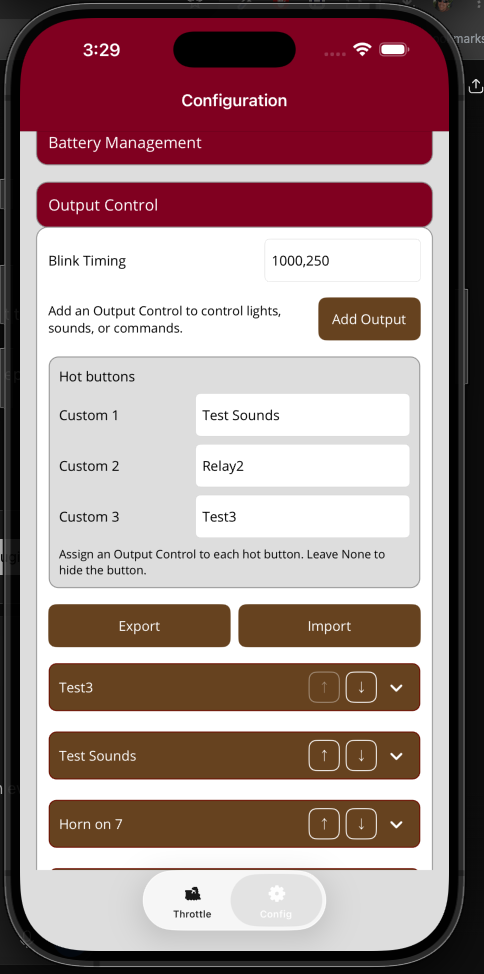 marks
3:29
Configuration
Battery Management
Output Control
Blink Timing
1000,250
Add an Output Control to control lights,
sounds, or commands.
Add Output
Hot buttons
Custom 1
Test Sounds
Custom 2
Relay2
Custom 3
Test3
Assign an Output Control to each hot button. Leave None to
hide the button.
Export
Import
Test3
↑
↓
Test Sounds
↑
↓
Horn on 7
↑
↓
Throttle
Config